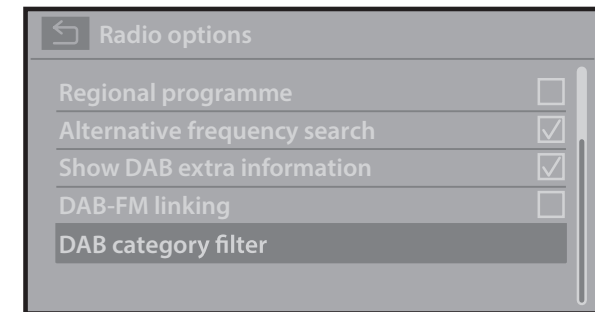 Radio options
Regional programme
Alternative frequency search
Show DAB extra information
DAB-FM linking
DAB category filter